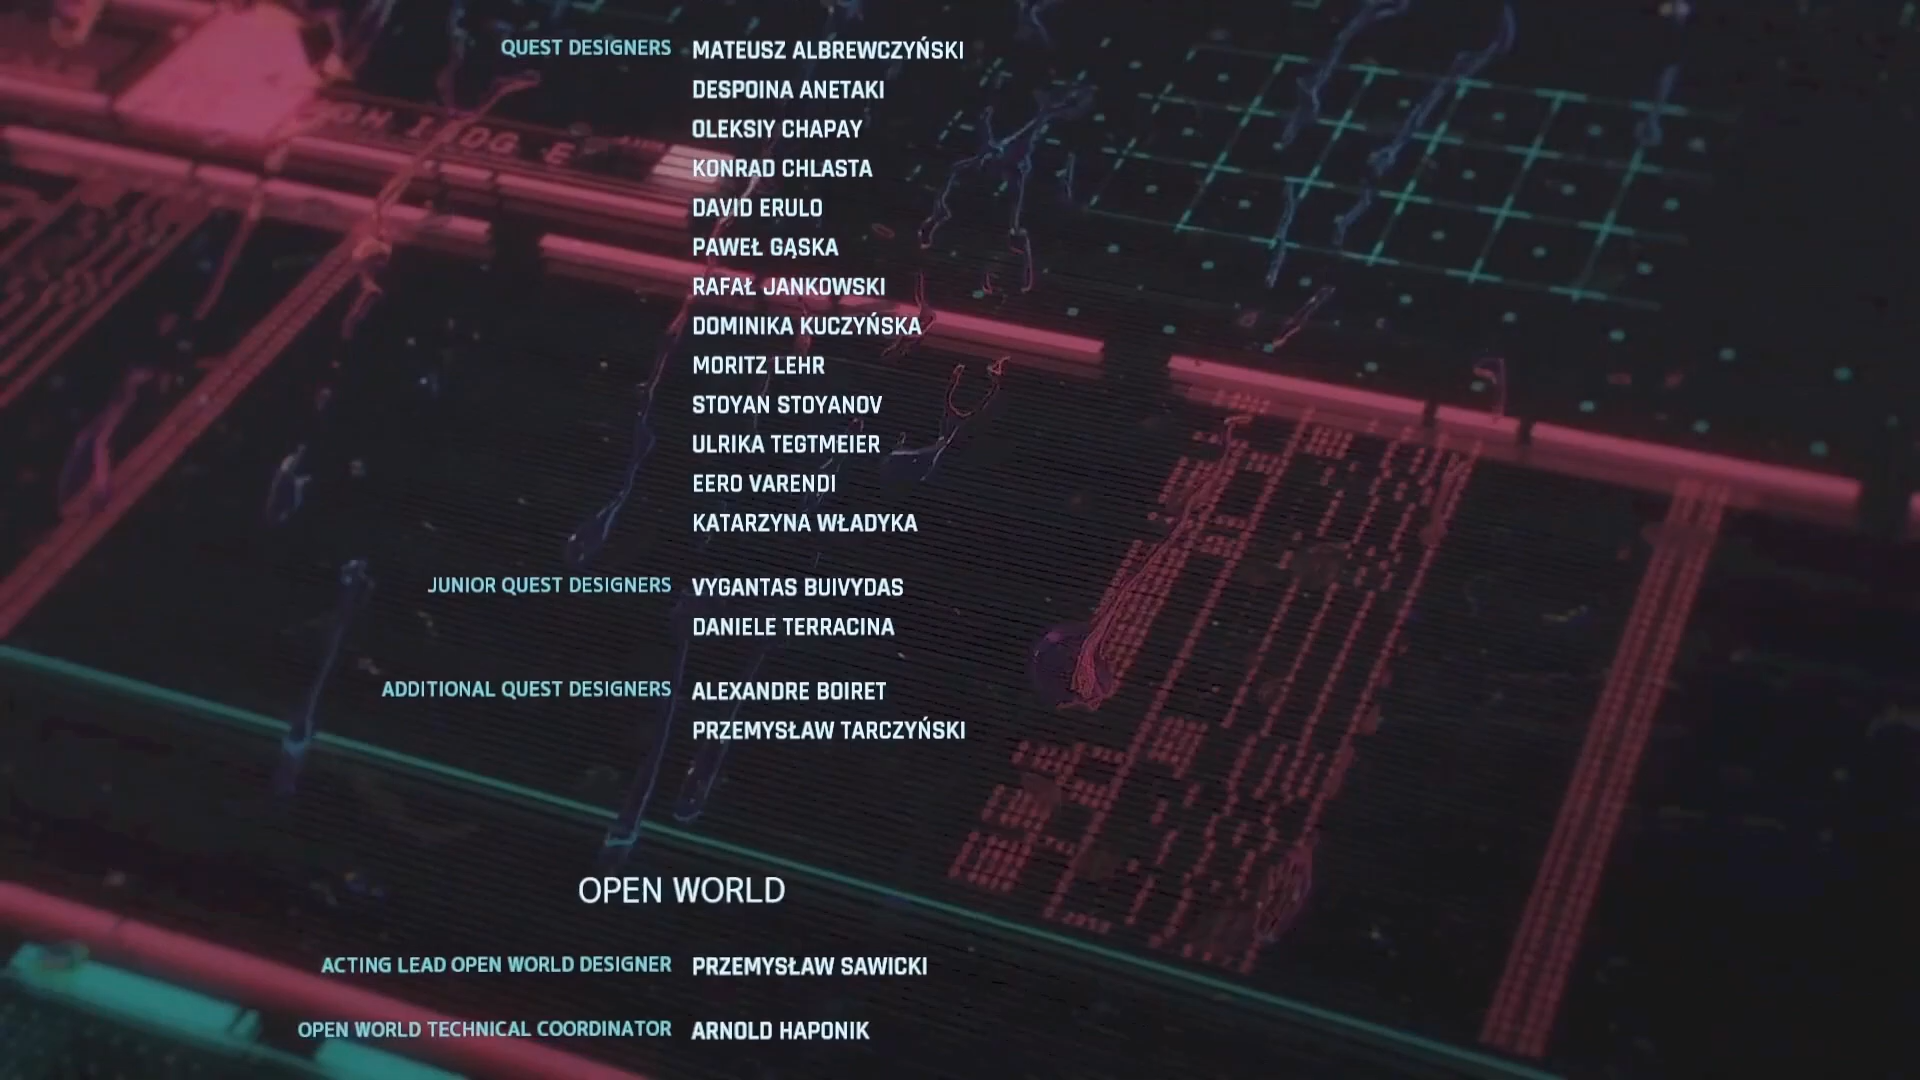 QUEST DESIGNERS MATEUSZ ALBREWCZYŃSKI
DESPOINA ANETAKI
OLEKSIY CHAPAY
KONRAD CHLASTA
DAVID ERULO
PAWEŁ GĄSKA
RAFAŁ JANKOWSKI
DOMINIKA KUCZYŃSKA
MORITZ LEHR
STOYAN STOYANOV
ULRIKA TEGTMEIER
EERO VARENDI
KATARZYNA WŁADYKA
JUNIOR QUEST DESIGNERS VYGANTAS BUIVYDAS
DANIELE TERRACINA
ADDITIONAL QUEST DESIGNERS ALEXANDRE BOIRET
PRZEMYSŁAW TARCZYŃSKI
OPEN WORLD
ACTING LEAD OPEN WORLD DESIGNER PRZEMYSŁAW SAWICKI
OPEN WORLD TECHNICAL COORDINATOR ARNOLD HAPONIK